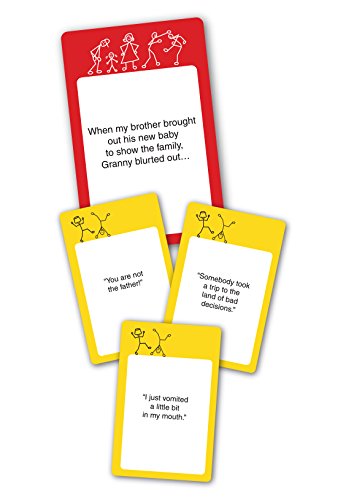 When my brother brought
out his new baby
to show the family,
Granny blurted out...
"You are not
the father!"
"Somebody took
a trip to the
land of bad
decisions."
"I just vomited
a little bit
in my mouth."